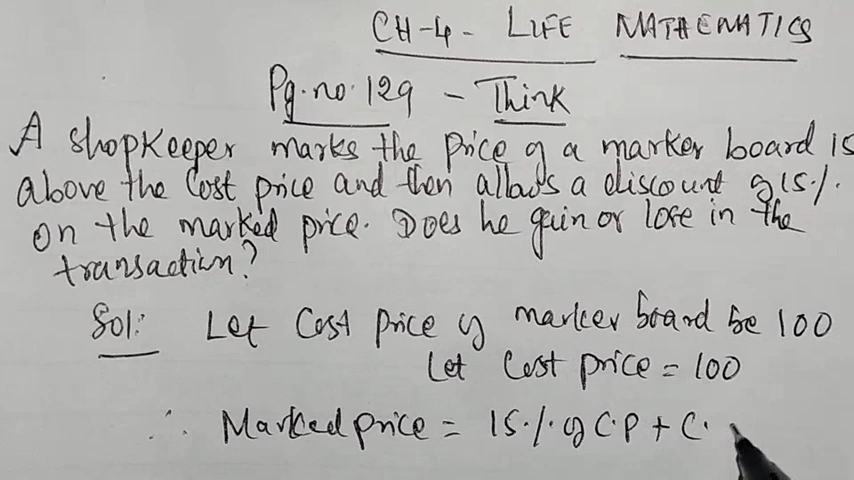 CH-4- LIFE MATHEMATICS
Pg.no.129 - Think
A shopkeeper marks the price of a marker board 15
above the Cost price and then allows a discount of 15%.
on the marked price. Does he gain or lose in the
transaction?
Sol: Let Cost price of marker board be 100
Let Cost price = 100
∴ Marked price = 15% of C.P + C.